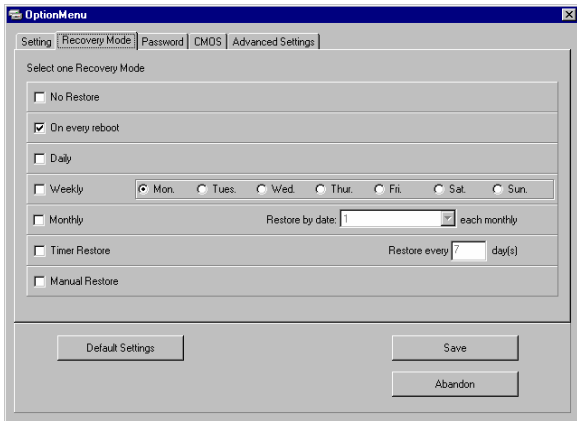 OptionMenu
Setting Recovery Mode Password CMOS Advanced Settings
Select one Recovery Mode
No Restore
On every reboot
Daily
Weekly Mon. Tues. Wed. Thur. Fri. Sat. Sun.
Monthly Restore by date: 1 each monthly
Timer Restore Restore every 7 day(s)
Manual Restore
Default Settings Save
Abandon